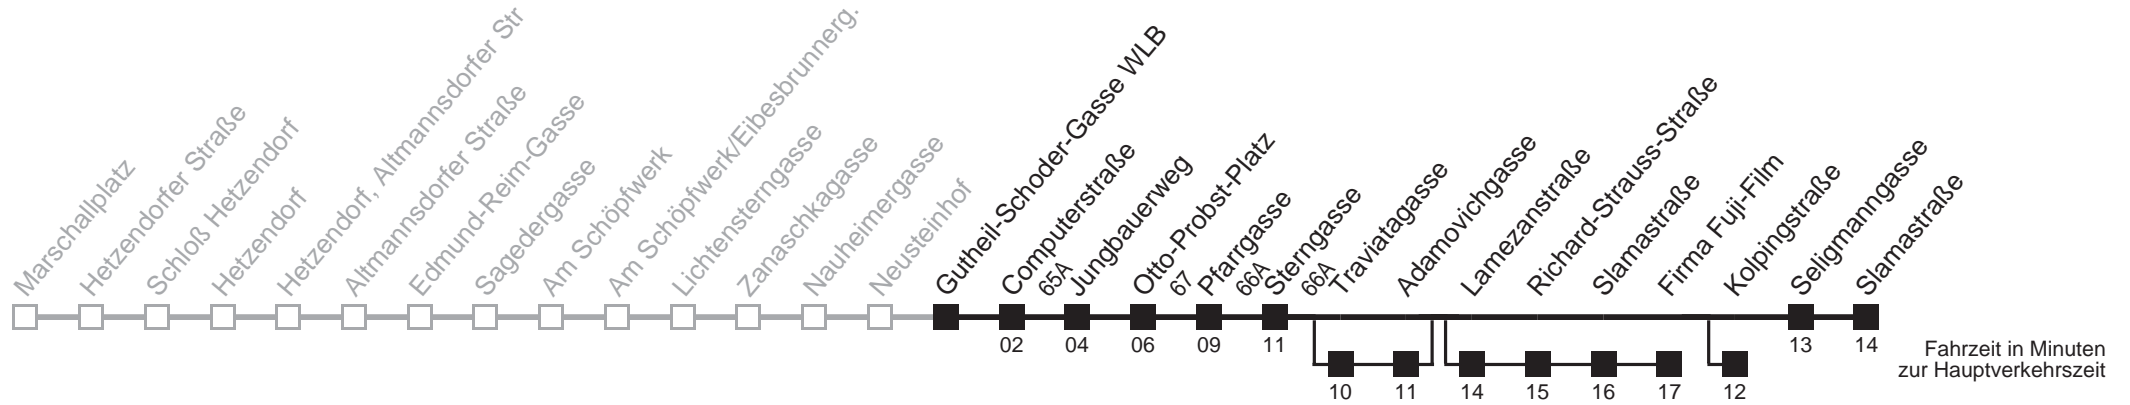 Marschallplatz
Hetzendorfer Straße
Schloß Hetzendorf
Hetzendorf
Hetzendorf, Altmannsdorfer Str
Altmannsdorfer Straße
Edmund-Reim-Gasse
Sagedergasse
Am Schöpfwerk
Am Schöpfwerk/Eibesbrunnerg.
Lichtensterngasse
Zanaschkagasse
Nauheimergasse
Neusteinhof
Gutheil-Schoder-Gasse WLB
Computerstraße
65A
Jungbauerweg
Otto-Probst-Platz
67
Pfarrgasse
66A
Sterngasse
66A
Traviatagasse
Adamovichgasse
Lamezanstraße
Richard-Strauss-Straße
Slamastraße
Firma Fuji-Film
Kolpingstraße
Seligmanngasse
Slamastraße
02 04 06 09 11 13 14
10 11 14 15 16 17 12
Fahrzeit in Minuten
zur Hauptverkehrszeit